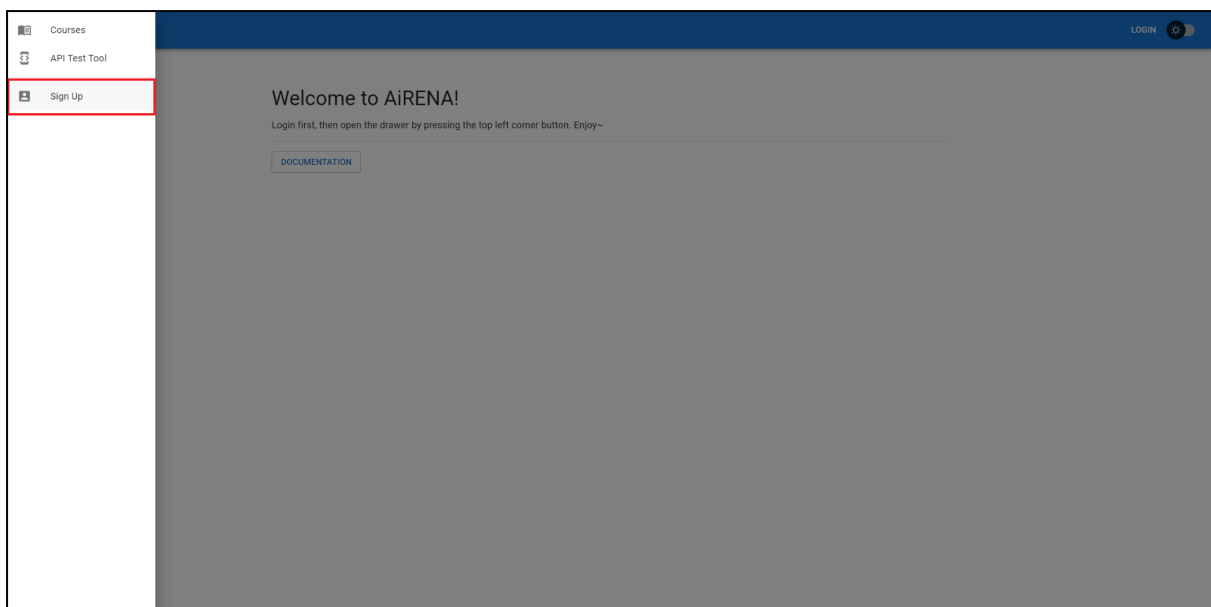 Courses
API Test Tool
Sign Up
LOGIN
Welcome to AiRENA!
Login first, then open the drawer by pressing the top left corner button. Enjoy~
DOCUMENTATION